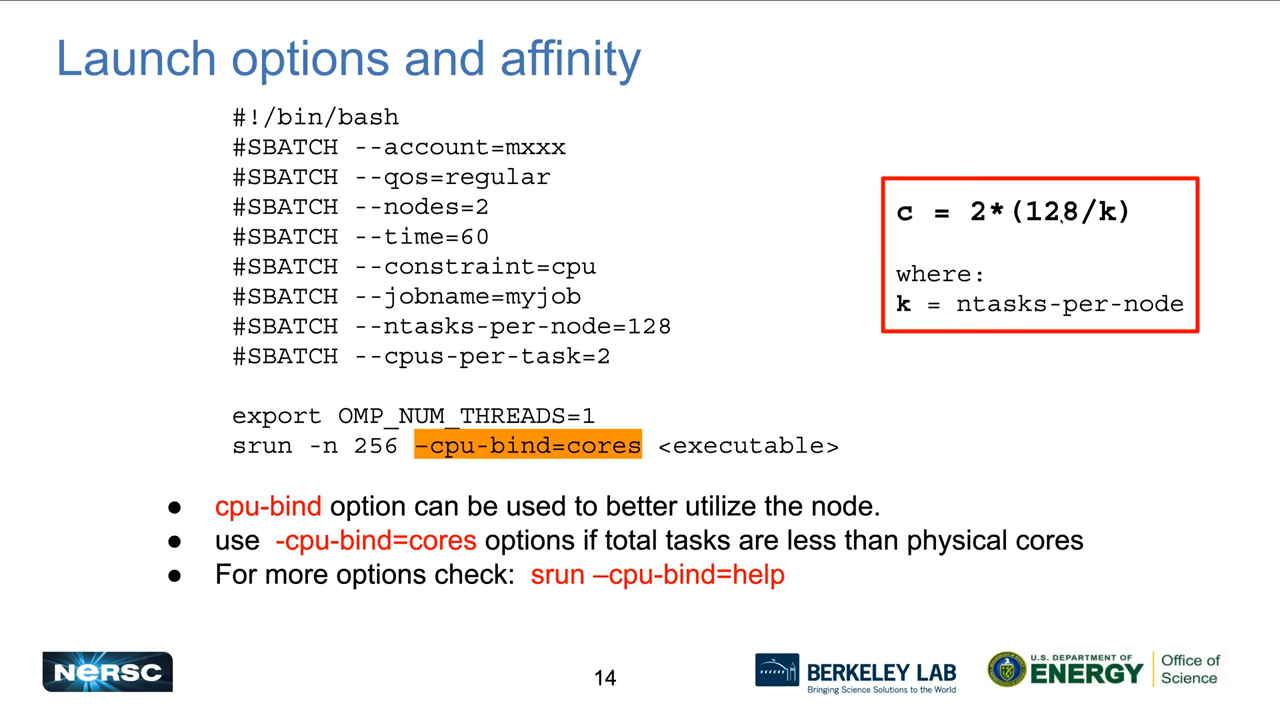 Launch options and affinity
#!/bin/bash
#SBATCH --account=mxxx
#SBATCH --qos=regular
#SBATCH --nodes=2
#SBATCH --time=60
#SBATCH --constraint=cpu
#SBATCH --jobname=myjob
#SBATCH --ntasks-per-node=128
#SBATCH --cpus-per-task=2
export OMP_NUM_THREADS=1
srun -n 256 –cpu-bind=cores <executable>
c = 2*(128/k)
where:
k = ntasks-per-node
● cpu-bind option can be used to better utilize the node.
● use -cpu-bind=cores options if total tasks are less than physical cores
● For more options check: srun –cpu-bind=help
NERSC
14
BERKELEY LAB
Bringing Science Solutions to the World
U.S. DEPARTMENT OF
ENERGY
Office of
Science